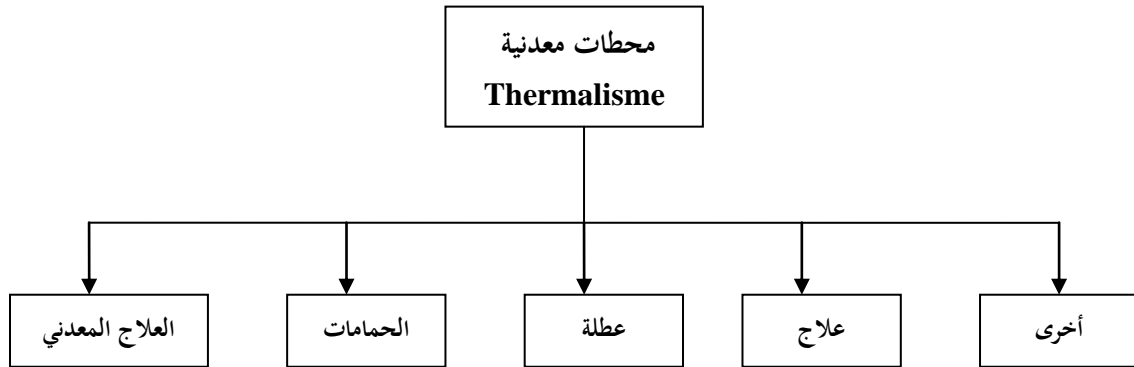 محطات معدنية
Thermalisme
أخرى
علاج
عطلة
الحمامات
العلاج المعدني